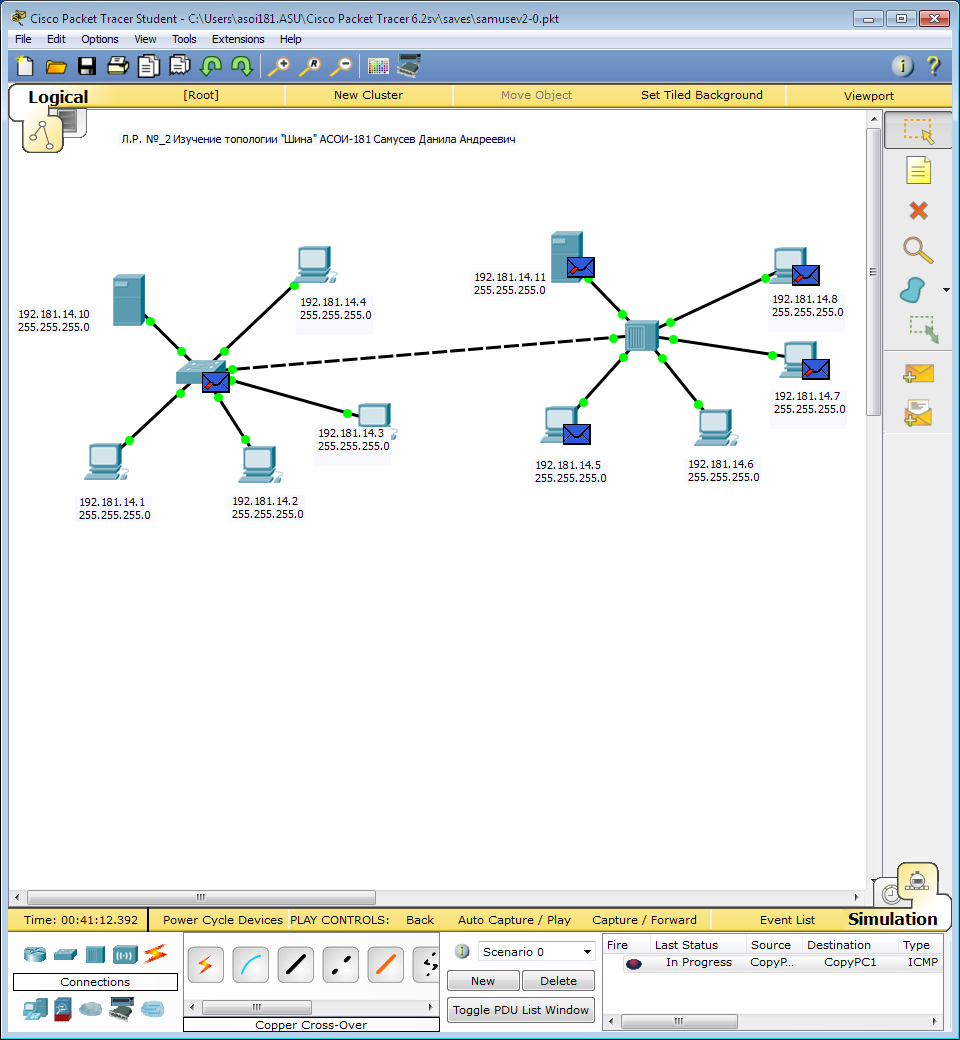 Cisco Packet Tracer Student - C:\Users\asoi181.ASU\Cisco Packet Tracer 6.2sv\saves\samusev2-0.pkt
File Edit Options View Tools Extensions Help
Logical [Root] New Cluster Move Object Set Tiled Background Viewport
Л.Р. №_2 Изучение топологии "Шина" АСОИ-181 Самусев Данила Андреевич
192.181.14.10
255.255.255.0
192.181.14.4
255.255.255.0
192.181.14.11
255.255.255.0
192.181.14.8
255.255.255.0
192.181.14.3
255.255.255.0
192.181.14.7
255.255.255.0
192.181.14.1
255.255.255.0
192.181.14.2
255.255.255.0
192.181.14.5
255.255.255.0
192.181.14.6
255.255.255.0
Time: 00:41:12.392 Power Cycle Devices PLAY CONTROLS: Back Auto Capture / Play Capture / Forward Event List Simulation
Connections
Copper Cross-Over
Scenario 0
New Delete
Toggle PDU List Window
Fire Last Status Source Destination Type
In Progress CopyP... CopyPC1 ICMP